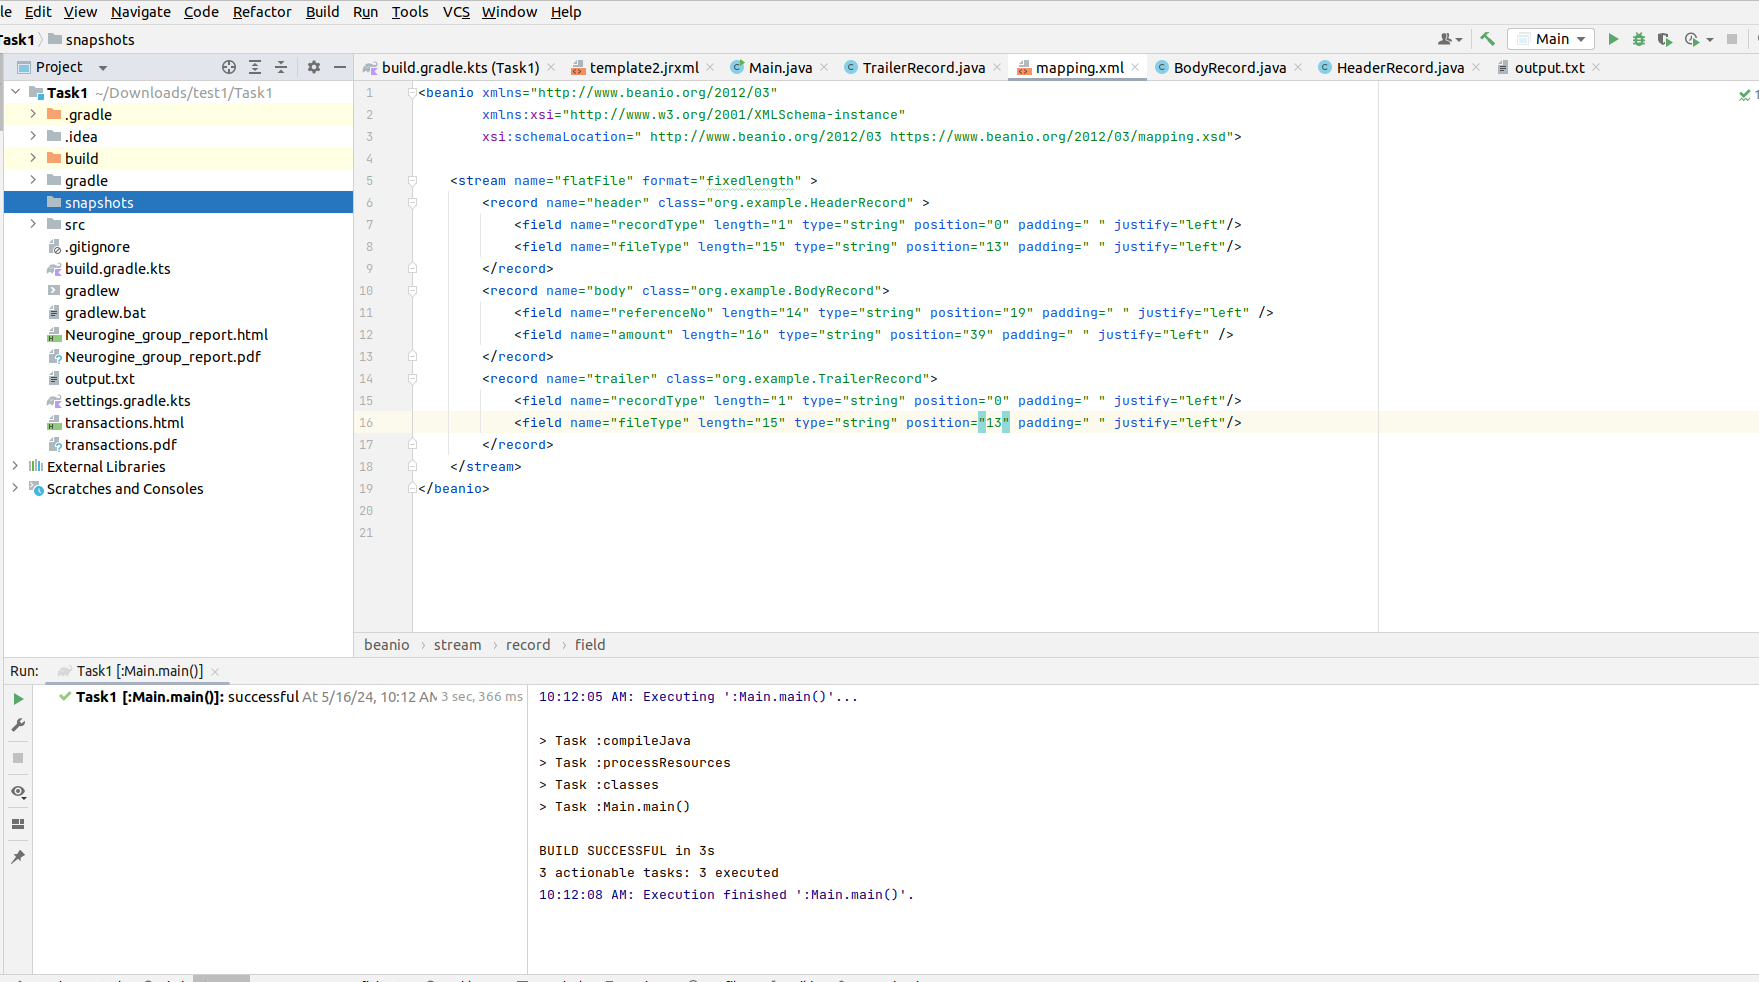 le Edit View Navigate Code Refactor Build Run Tools VCS Window Help
Task1 snapshots Main
Project build.gradle.kts (Task1) template2.jrxml Main.java TrailerRecord.java mapping.xml BodyRecord.java HeaderRecord.java output.txt
Task1 ~/Downloads/test1/Task1
.gradle
.idea
build
gradle
snapshots
src
.gitignore
build.gradle.kts
gradlew
gradlew.bat
Neurogine_group_report.html
Neurogine_group_report.pdf
output.txt
settings.gradle.kts
transactions.html
transactions.pdf
External Libraries
Scratches and Consoles
1 <beanio xmlns="http://www.beanio.org/2012/03"
2 xmlns:xsi="http://www.w3.org/2001/XMLSchema-instance"
3 xsi:schemaLocation=" http://www.beanio.org/2012/03 https://www.beanio.org/2012/03/mapping.xsd">
4
5 <stream name="flatFile" format="fixedlength" >
6 <record name="header" class="org.example.HeaderRecord" >
7 <field name="recordType" length="1" type="string" position="0" padding=" " justify="left"/>
8 <field name="fileType" length="15" type="string" position="13" padding=" " justify="left"/>
9 </record>
10 <record name="body" class="org.example.BodyRecord">
11 <field name="referenceNo" length="14" type="string" position="19" padding=" " justify="left" />
12 <field name="amount" length="16" type="string" position="39" padding=" " justify="left" />
13 </record>
14 <record name="trailer" class="org.example.TrailerRecord">
15 <field name="recordType" length="1" type="string" position="0" padding=" " justify="left"/>
16 <field name="fileType" length="15" type="string" position="13" padding=" " justify="left"/>
17 </record>
18 </stream>
19 </beanio>
20
21
1
beanio › stream › record › field
Run: Task1 [:Main.main()]
Task1 [:Main.main()]: successful At 5/16/24, 10:12 AM 3 sec, 366 ms
10:12:05 AM: Executing ':Main.main()'...
> Task :compileJava
> Task :processResources
> Task :classes
> Task :Main.main()
BUILD SUCCESSFUL in 3s
3 actionable tasks: 3 executed
10:12:08 AM: Execution finished ':Main.main()'.